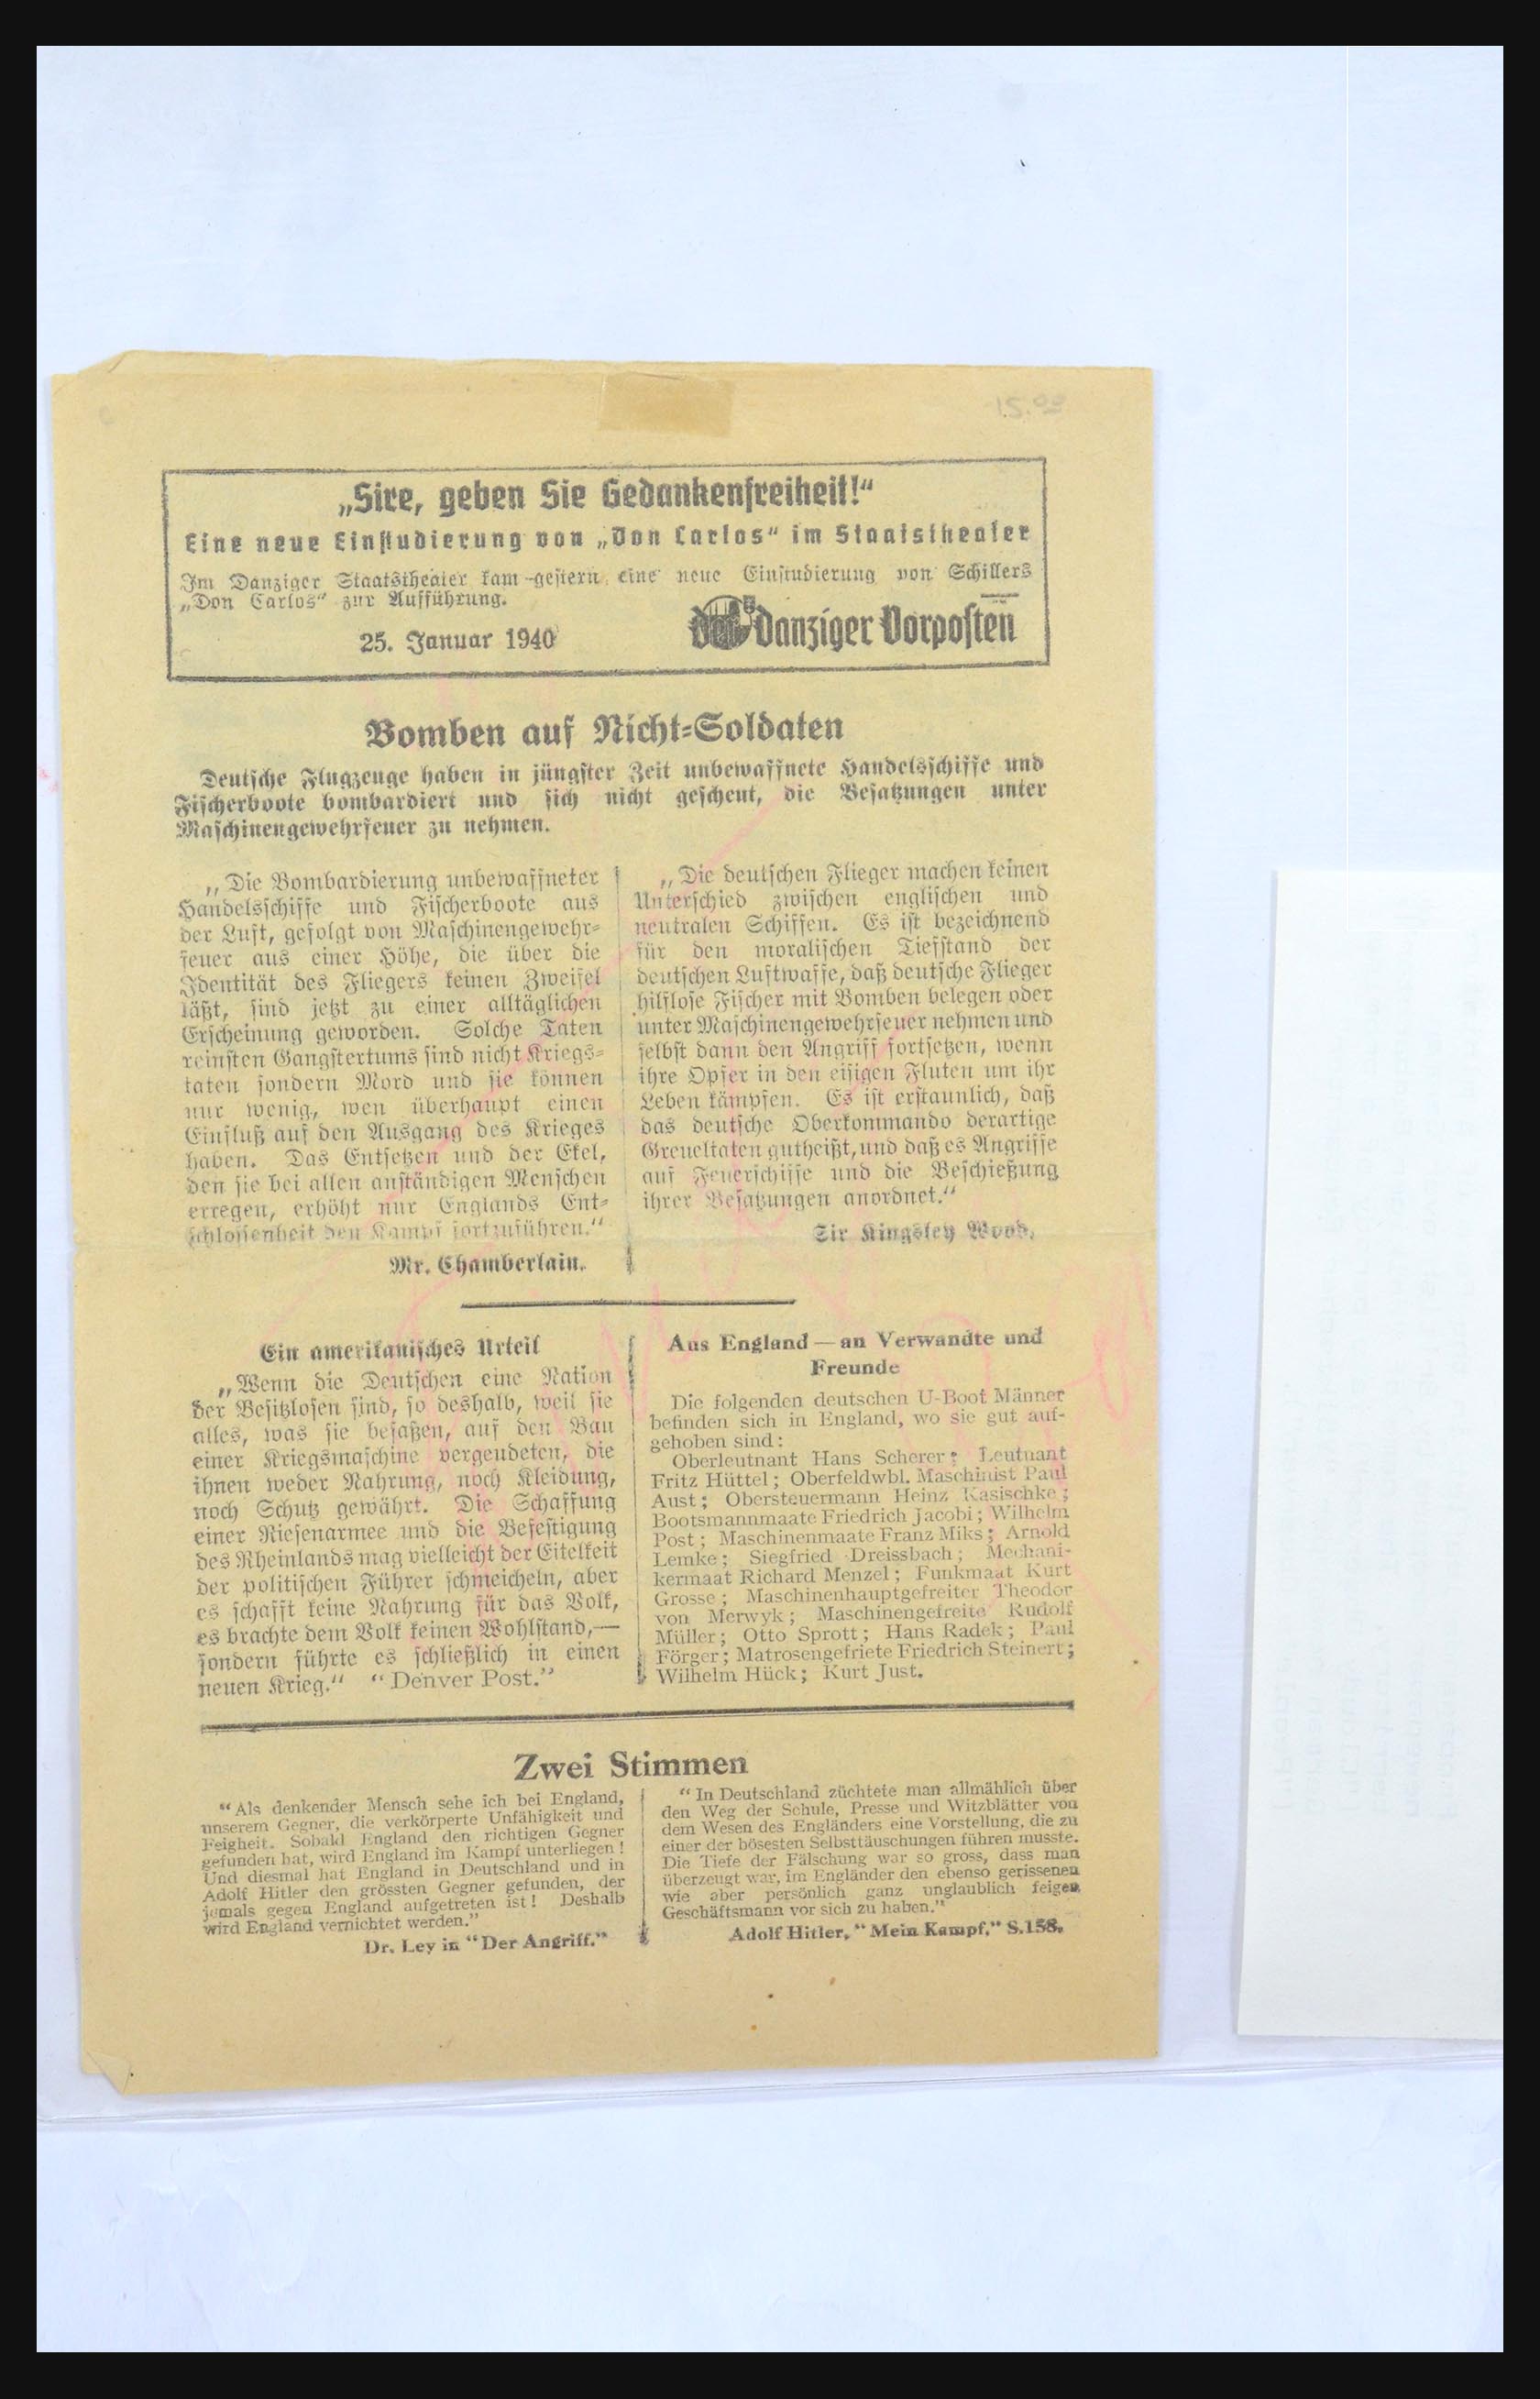 15.00
„Sire, geben Sie Gedankenfreiheit!“
Eine neue Einstudierung von „Don Carlos“ im Staatstheater
Im Danziger Staatstheater kam gestern eine neue Einstudierung von Schillers
„Don Carlos“ zur Aufführung.
25. Januar 1940
Der Danziger Vorposten
Bomben auf Nicht-Soldaten
Deutsche Flugzeuge haben in jüngster Zeit unbewaffnete Handelsschiffe und
Fischerboote bombardiert und sich nicht gescheut, die Besatzungen unter
Maschinengewehrfeuer zu nehmen.
„Die Bombardierung unbewaffneter
Handelsschiffe und Fischerboote aus
der Luft, gefolgt von Maschinengewehr-
feuer aus einer Höhe, die über die
Identität des Fliegers keinen Zweifel
läßt, sind jetzt zu einer alltäglichen
Erscheinung geworden. Solche Taten
reinsten Gangstertums sind nicht Kriegs-
taten sondern Mord und sie können
nur wenig, wen überhaupt einen
Einfluß auf den Ausgang des Krieges
haben. Das Entsetzen und der Ekel,
den sie bei allen anständigen Menschen
erregen, erhöht nur Englands Ent-
schlossenheit den Kampf fortzuführen.“
Mr. Chamberlain.
„Die deutschen Flieger machen keinen
Unterschied zwischen englischen und
neutralen Schiffen. Es ist bezeichnend
für den moralischen Tiefstand der
deutschen Luftwaffe, daß deutsche Flieger
hilflose Fischer mit Bomben belegen oder
unter Maschinengewehrfeuer nehmen und
selbst dann den Angriff fortsetzen, wenn
ihre Opfer in den eisigen Fluten um ihr
Leben kämpfen. Es ist erstaunlich, daß
das deutsche Oberkommando derartige
Greueltaten gutheißt, und daß es Angriffe
auf Feuerschiffe und die Beschießung
ihrer Besatzungen anordnet.“
Sir Kingsley Wood.
Ein amerikanisches Urteil
„Wenn die Deutschen eine Nation
der Besitzlosen sind, so deshalb, weil sie
alles, was sie besaßen, auf den Bau
einer Kriegsmaschine vergeudeten, die
ihnen weder Nahrung, noch Kleidung,
noch Schutz gewährt. Die Schaffung
einer Riesenarmee und die Befestigung
des Rheinlands mag vielleicht der Eitelkeit
der politischen Führer schmeicheln, aber
es schafft keine Nahrung für das Volk,
es brachte dem Volk keinen Wohlstand,—
sondern führte es schließlich in einen
neuen Krieg.“ “Denver Post.”
Aus England — an Verwandte und
Freunde
Die folgenden deutschen U-Boot Männer
befinden sich in England, wo sie gut auf-
gehoben sind:
Oberleutnant Hans Scherer; Leutnant
Fritz Hüttel; Oberfeldwbl. Maschinist Paul
Aust; Obersteuermann Heinz Kasischke;
Bootsmannmaate Friedrich Jacobi; Wilhelm
Post; Maschinenmaate Franz Miks; Arnold
Lemke; Siegfried Dreissbach; Mechani-
kermaat Richard Menzel; Funkmaat Kurt
Grosse; Maschinenhauptgefreiter Theodor
von Merwyk; Maschinengefreite Rudolf
Müller; Otto Sprott; Hans Radek; Paul
Förger; Matrosengefriete Friedrich Steinert;
Wilhelm Hück; Kurt Just.
Zwei Stimmen
“Als denkender Mensch sehe ich bei England,
unserem Gegner, die verkörperte Unfähigkeit und
Feigheit. Sobald England den richtigen Gegner
gefunden hat, wird England im Kampf unterliegen!
Und diesmal hat England in Deutschland und in
Adolf Hitler den grössten Gegner gefunden, der
jemals gegen England aufgetreten ist! Deshalb
wird England vernichtet werden.”
Dr. Ley in “Der Angriff.”
“In Deutschland züchtete man allmählich über
den Weg der Schule, Presse und Witzblätter von
dem Wesen des Engländers eine Vorstellung, die zu
einer der bösesten Selbsttäuschungen führen musste.
Die Tiefe der Fälschung war so gross, dass man
überzeugt war, im Engländer den ebenso gerissenen
wie aber persönlich ganz unglaublich feigen
Geschäftsmann vor sich zu haben.”
Adolf Hitler, “Mein Kampf,” S.158.